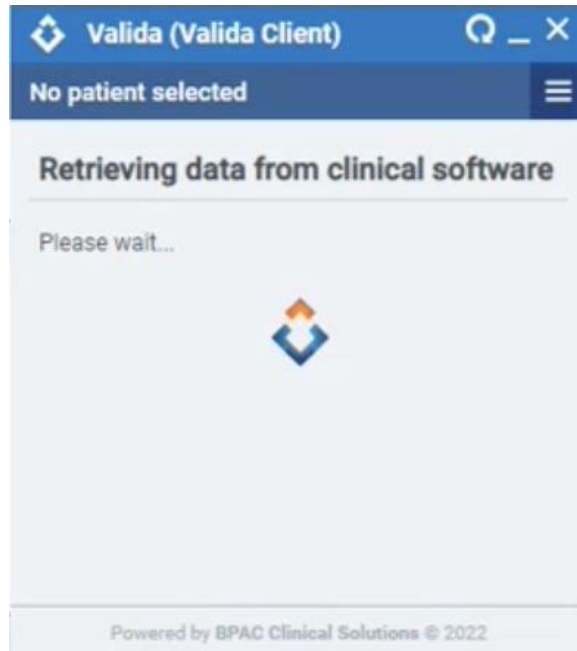 Valida (Valida Client)
No patient selected
Retrieving data from clinical software
Please wait...
Powered by BPAC Clinical Solutions © 2022